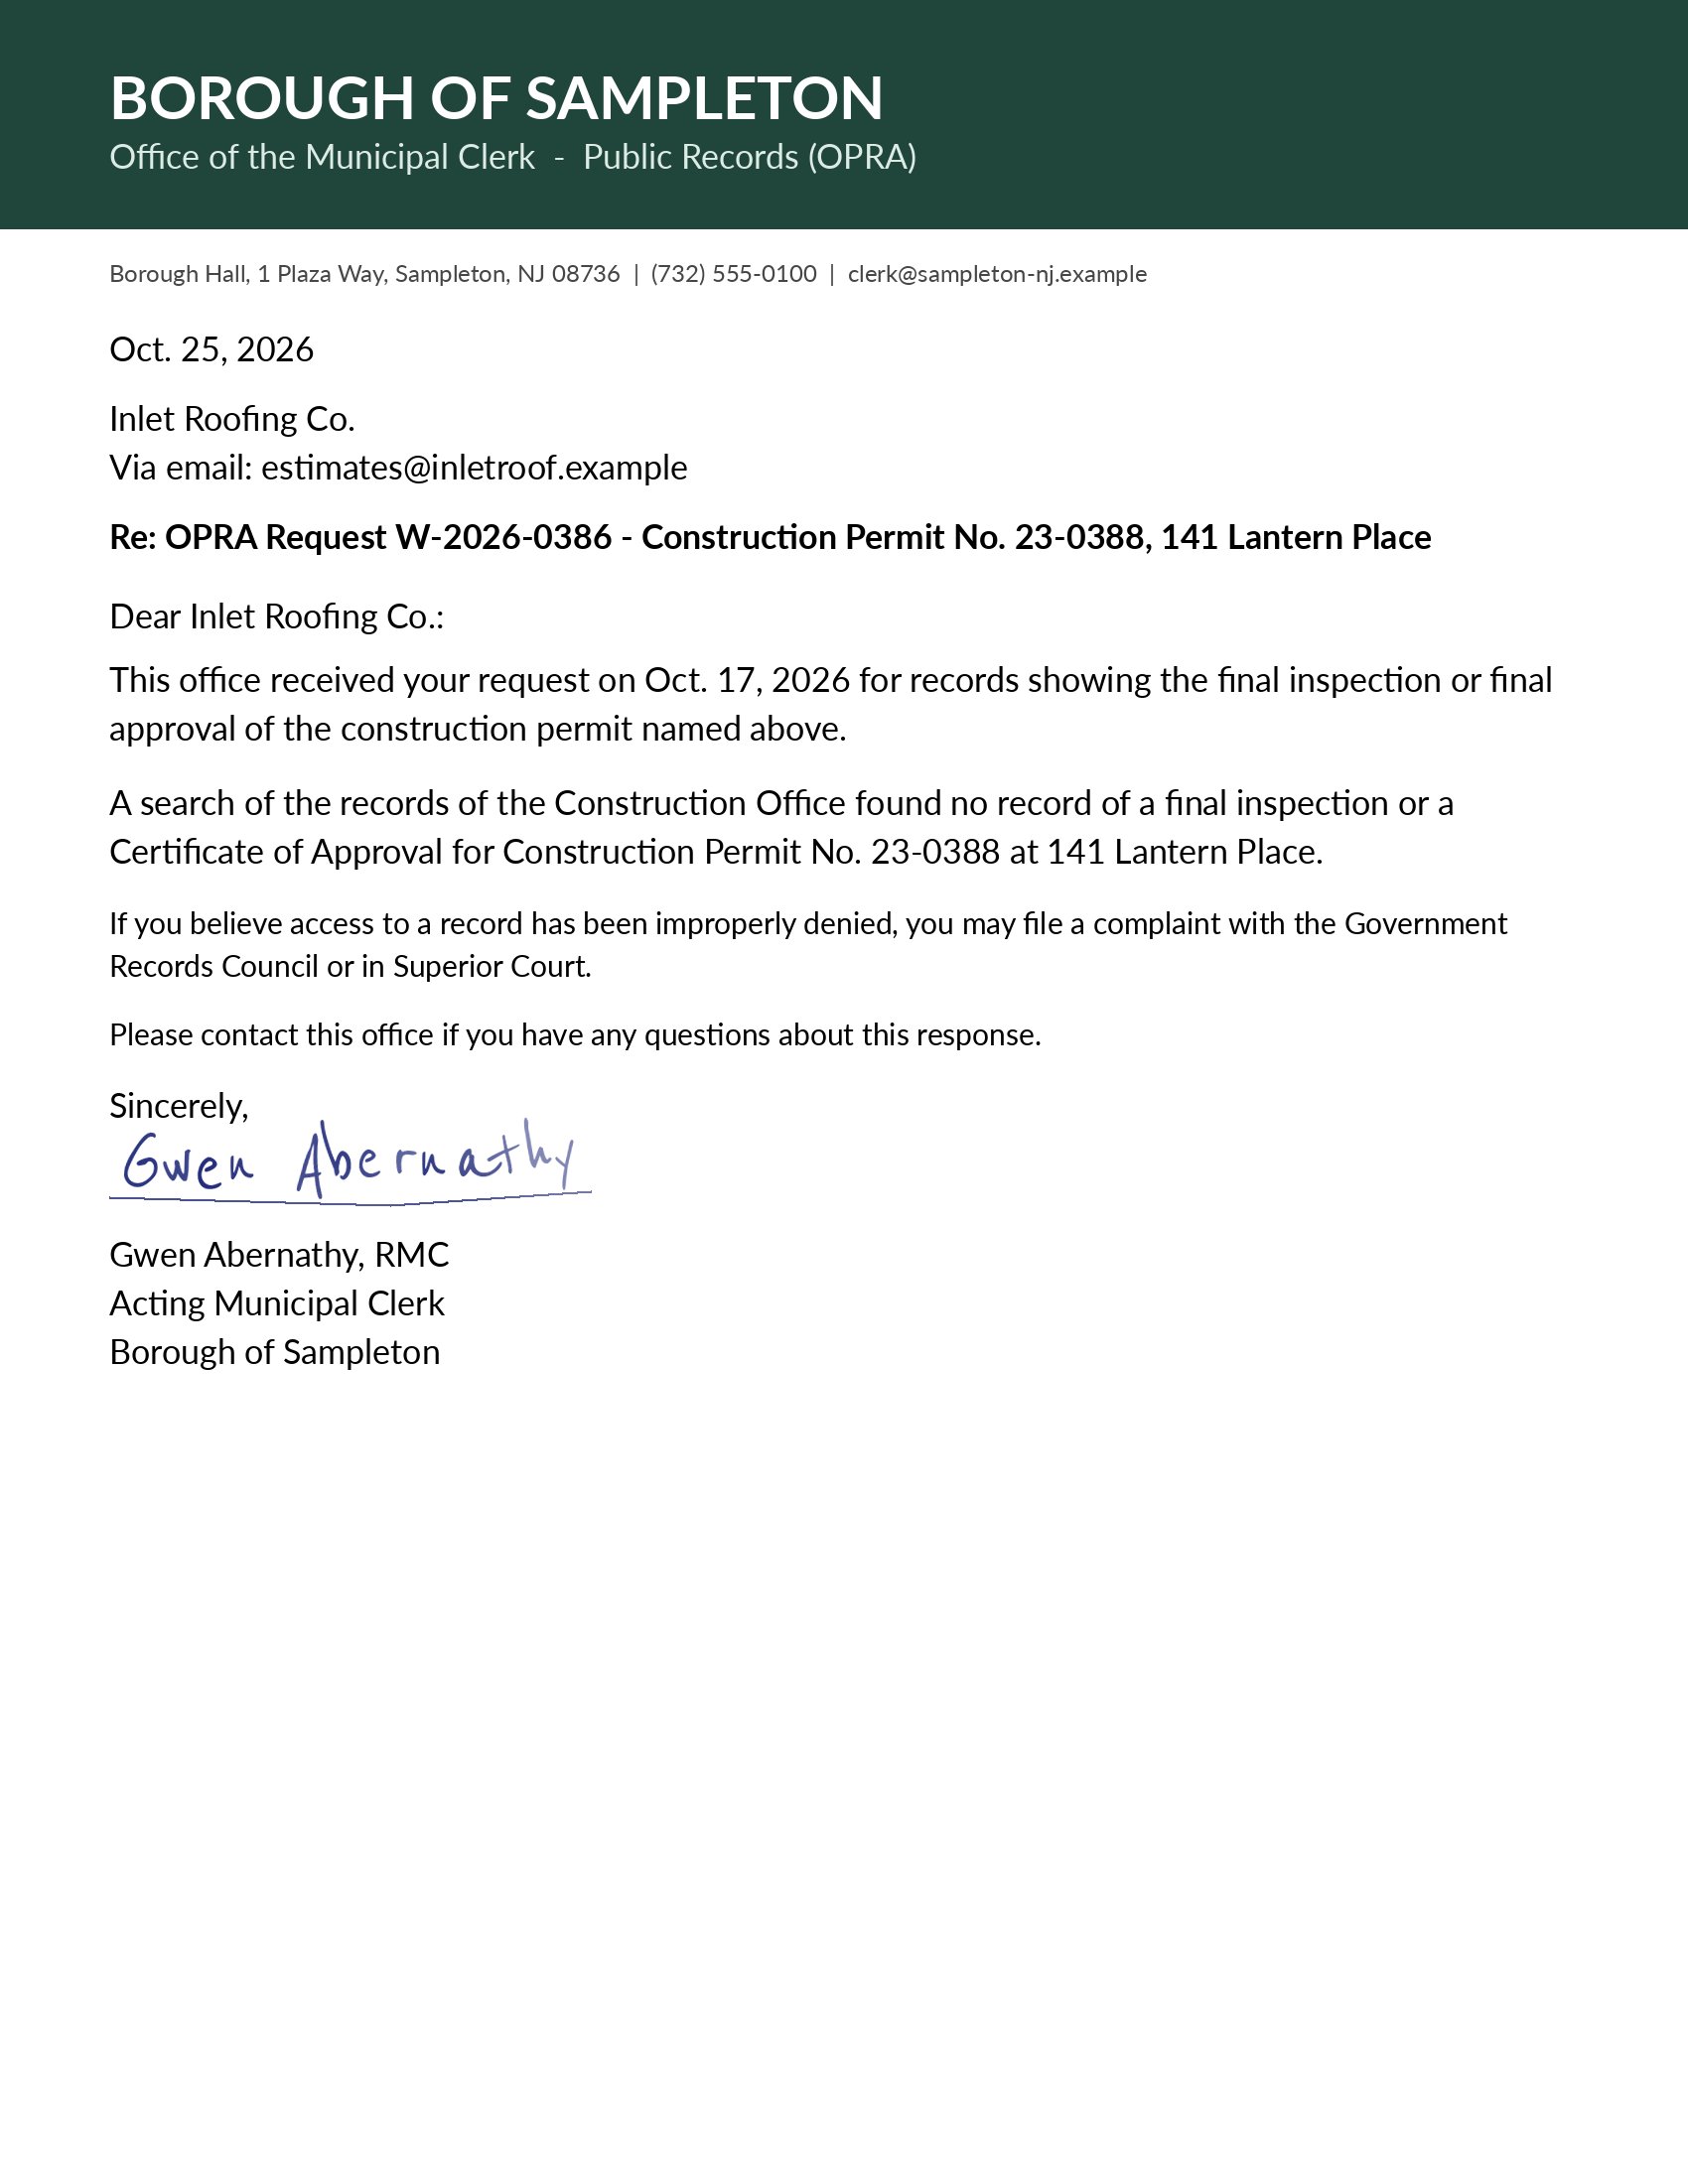 BOROUGH OF SAMPLETON
Office of the Municipal Clerk - Public Records (OPRA)
Borough Hall, 1 Plaza Way, Sampleton, NJ 08736 | (732) 555-0100 | clerk@sampleton-nj.example
Oct. 25, 2026
Inlet Roofing Co.
Via email: estimates@inletroof.example
Re: OPRA Request W-2026-0386 - Construction Permit No. 23-0388, 141 Lantern Place
Dear Inlet Roofing Co.:
This office received your request on Oct. 17, 2026 for records showing the final inspection or final
approval of the construction permit named above.
A search of the records of the Construction Office found no record of a final inspection or a
Certificate of Approval for Construction Permit No. 23-0388 at 141 Lantern Place.
If you believe access to a record has been improperly denied, you may file a complaint with the Government
Records Council or in Superior Court.
Please contact this office if you have any questions about this response.
Sincerely,
Gwen Abernathy
Gwen Abernathy, RMC
Acting Municipal Clerk
Borough of Sampleton